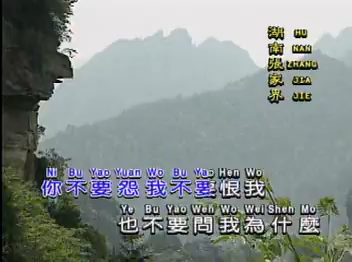 湖 HU
南 NAN
張 ZHANG
家 JIA
界 JIE
Ni Bu Yao Yuan Wo Bu Yao Hen Wo
你不要怨我不要恨我
Ye Bu Yao Wen Wo Wei Shen Mo
也不要問我為什麼